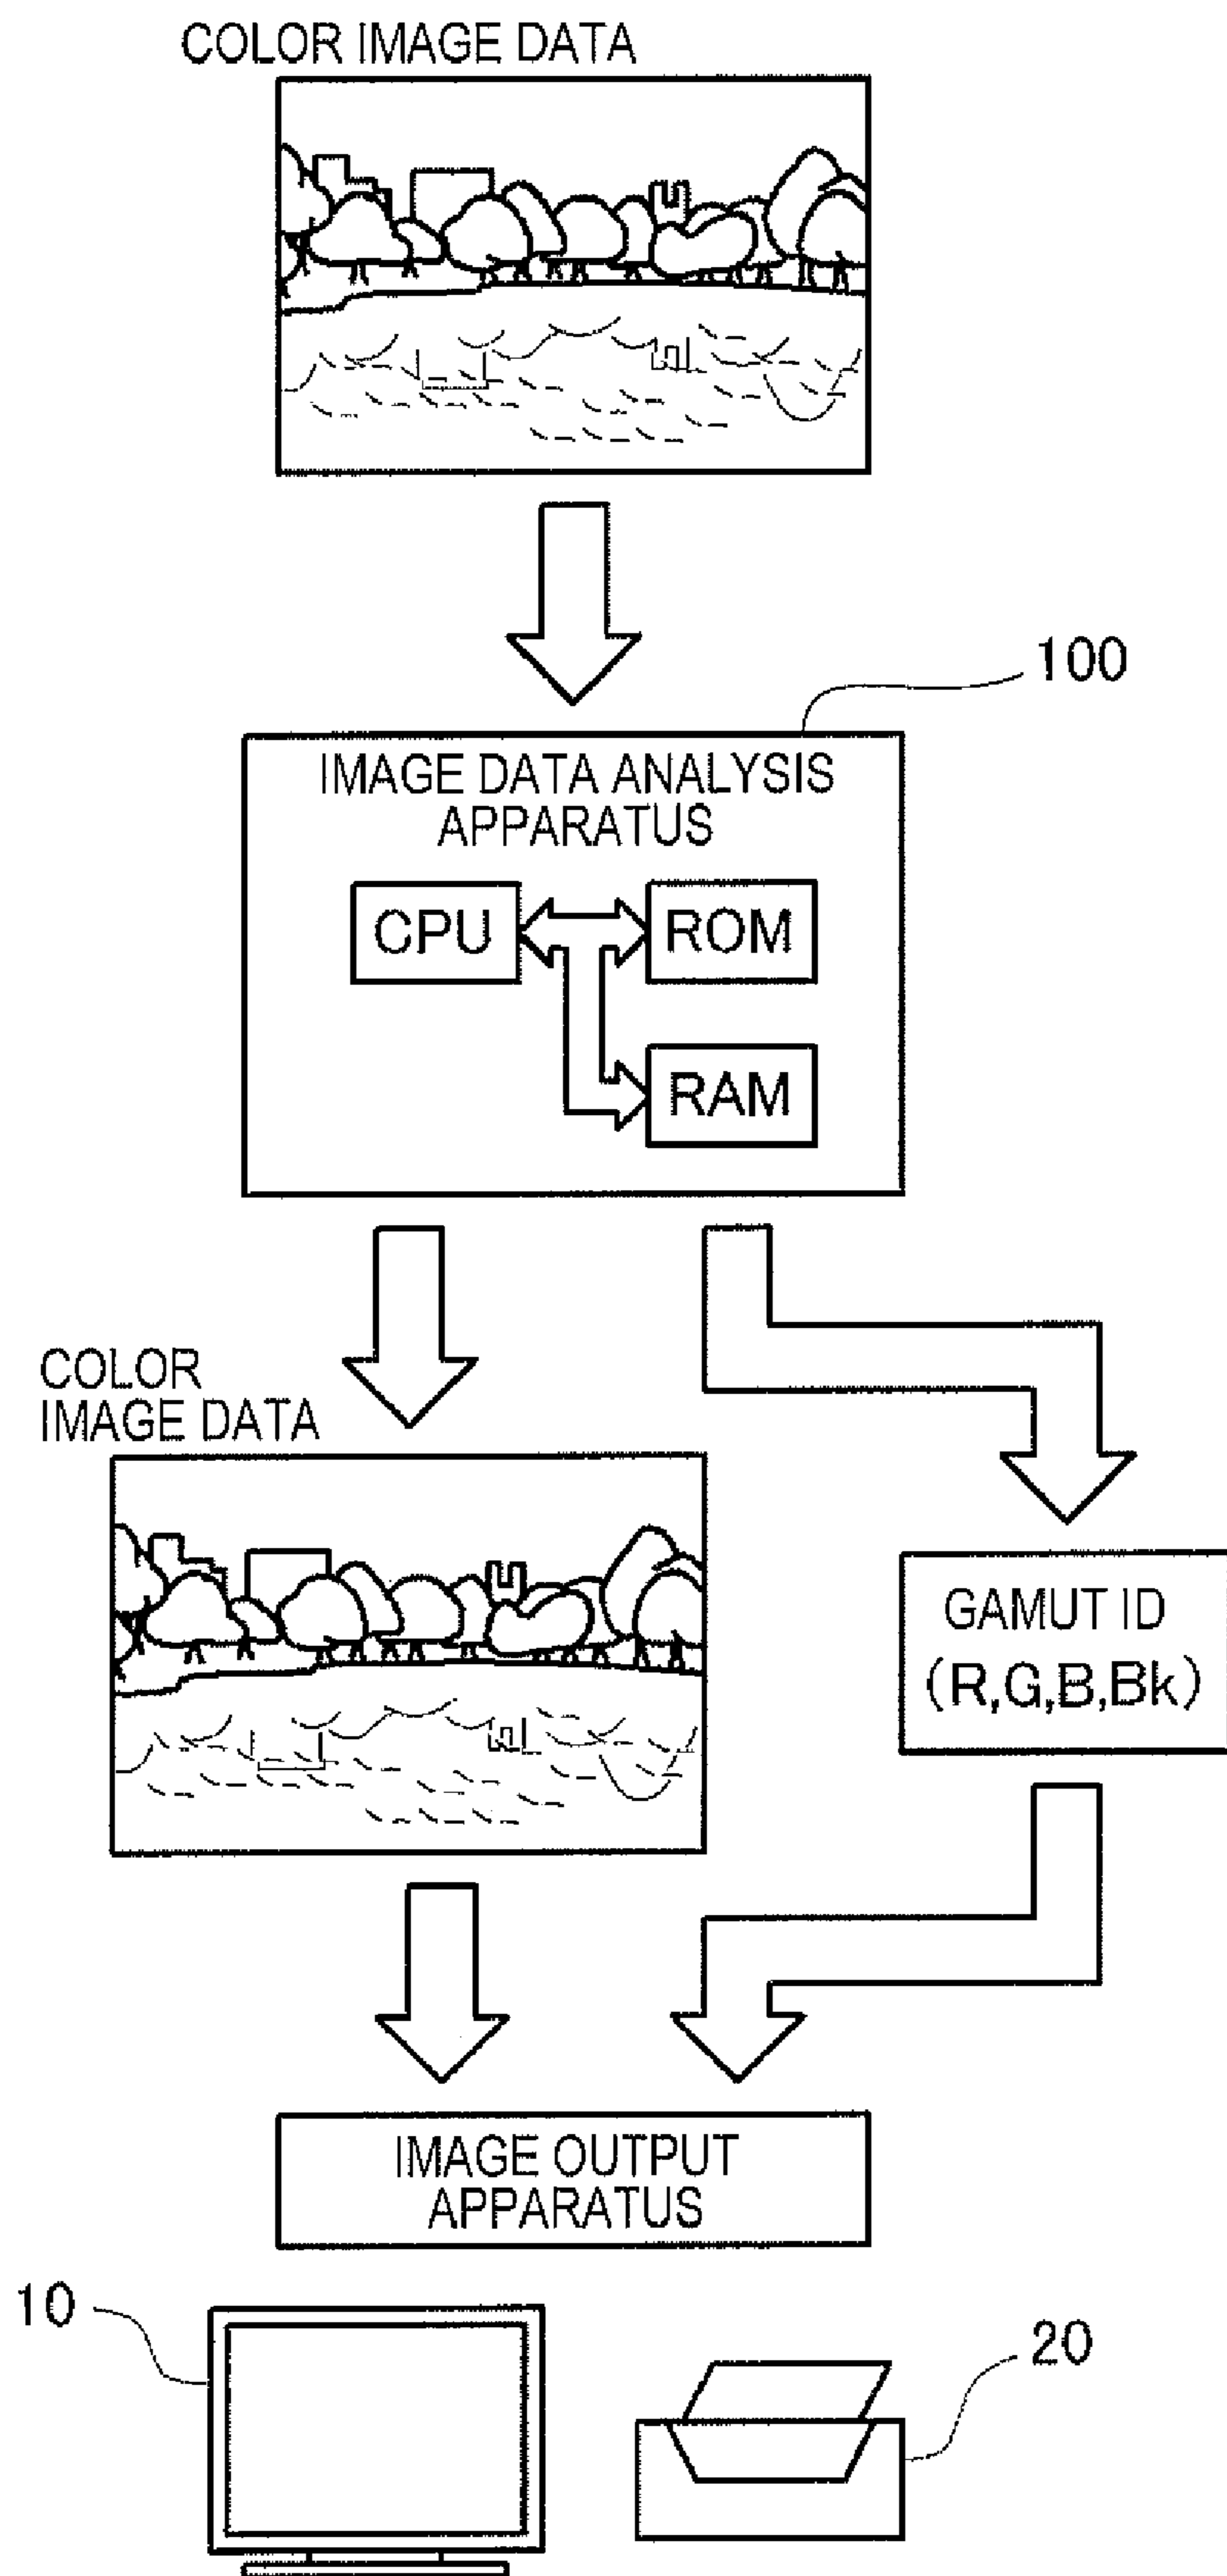 COLOR IMAGE DATA
100
IMAGE DATA ANALYSIS
APPARATUS
CPU
ROM
RAM
COLOR
IMAGE DATA
GAMUT ID
(R,G,B,Bk)
IMAGE OUTPUT
APPARATUS
10
20